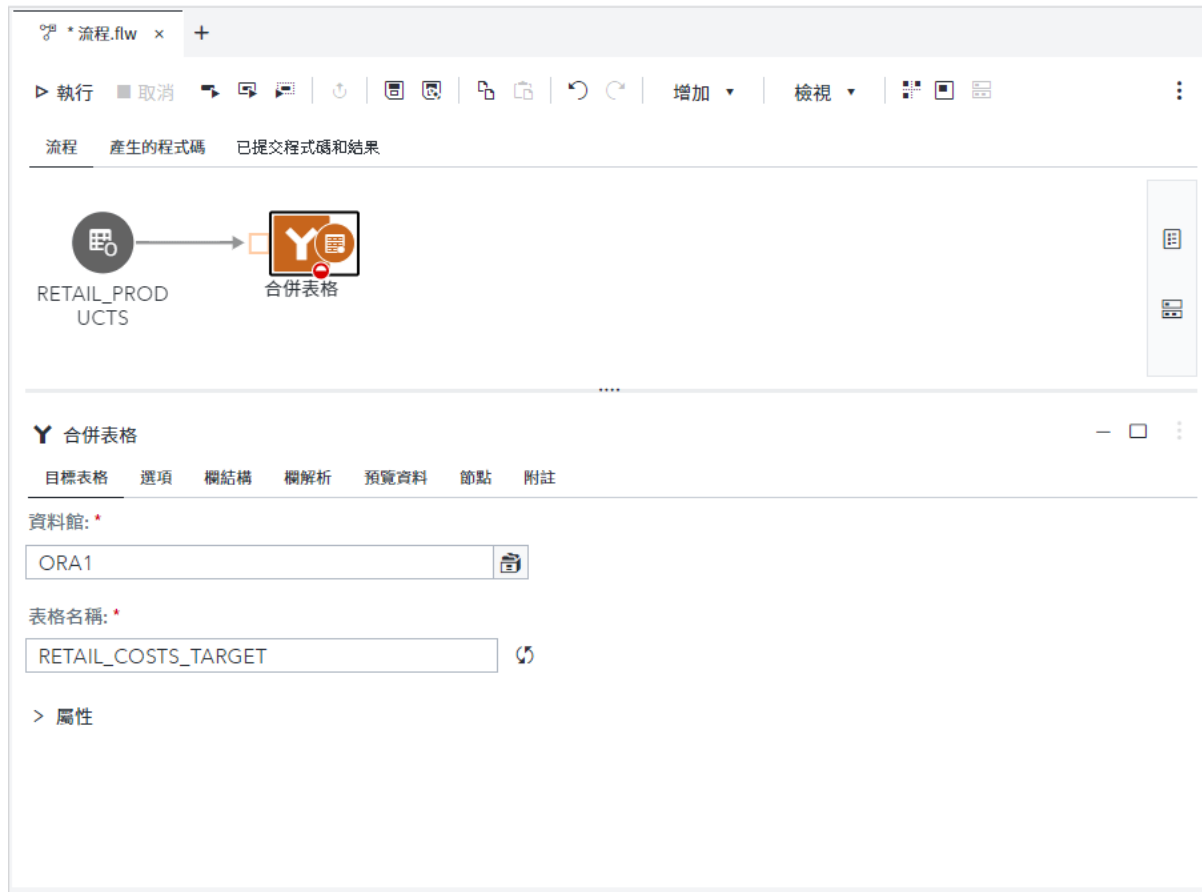 * 流程.flw × +
執行 取消 增加 檢視
流程 產生的程式碼 已提交程式碼和結果
RETAIL_PROD
UCTS
合併表格
合併表格
目標表格 選項 欄結構 欄解析 預覽資料 節點 附註
資料館: *
ORA1
表格名稱: *
RETAIL_COSTS_TARGET
> 屬性